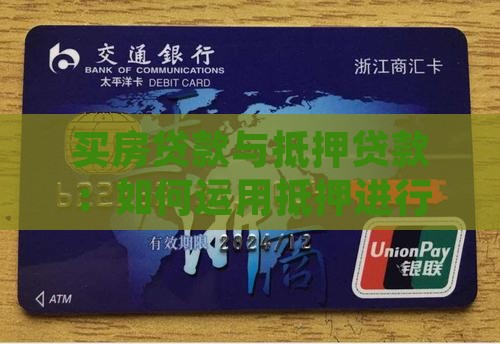 交通銀行
BANK OF COMMUNICATIONS
太平洋卡 DEBIT CARD
浙江商汇卡
买房贷款与抵押贷款
：如何运用抵押进行
有效期限 2024/12
UnionPay
银联
ATM